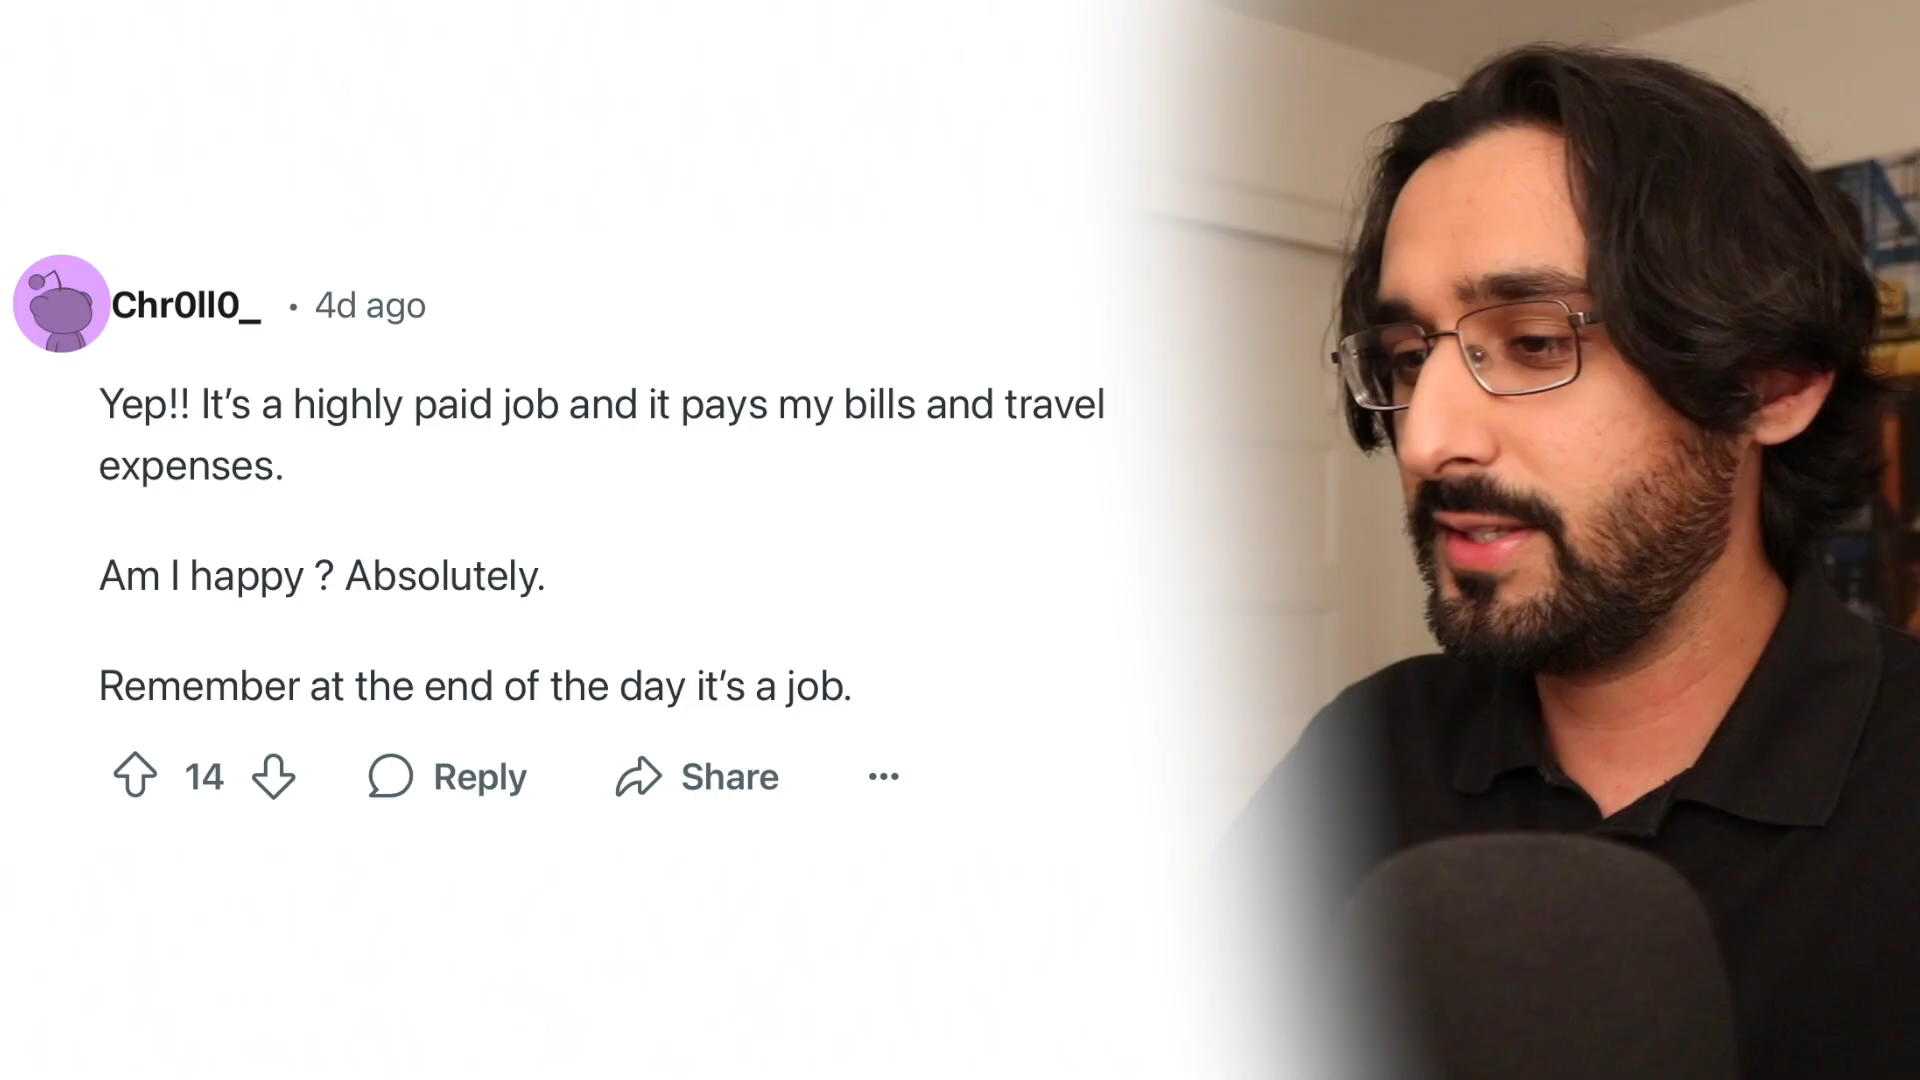 Chr0ll0_ • 4d ago
Yep!! It’s a highly paid job and it pays my bills and travel
expenses.
Am I happy ? Absolutely.
Remember at the end of the day it’s a job.
14 Reply Share ...